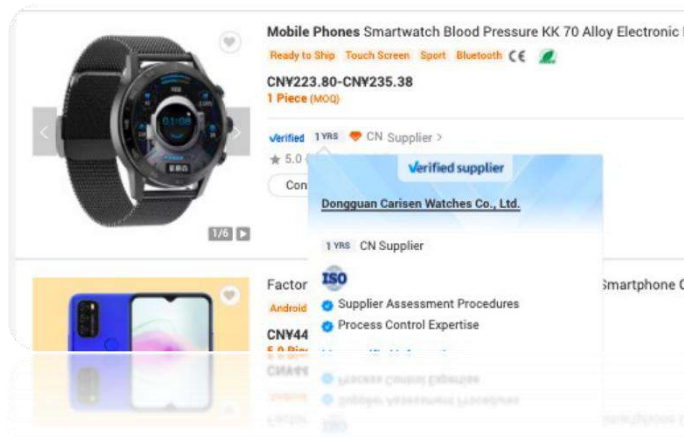 Mobile Phones Smartwatch Blood Pressure KK 70 Alloy Electronic
Ready to Ship Touch Screen Sport Bluetooth CE
CN¥223.80-CN¥235.38
1 Piece (MOQ)
Verified 1 YRS CN Supplier >
5.0
Con
01:08
1/6
Verified supplier
Dongguan Carisen Watches Co., Ltd.
1 YRS CN Supplier
ISO
Supplier Assessment Procedures
Process Control Expertise
Factor
Smartphone
Android
CN¥44